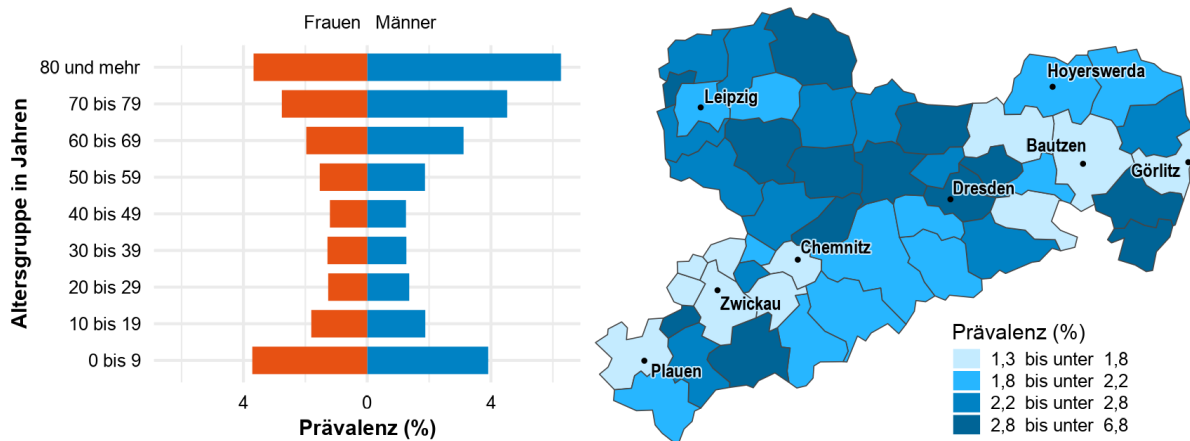 Frauen Männer
Altersgruppe in Jahren
80 und mehr
70 bis 79
60 bis 69
50 bis 59
40 bis 49
30 bis 39
20 bis 29
10 bis 19
0 bis 9
4 0 4
Prävalenz (%)
Hoyerswerda
Leipzig
Bautzen
Görlitz
Dresden
Chemnitz
Zwickau
Plauen
Prävalenz (%)
1,3 bis unter 1,8
1,8 bis unter 2,2
2,2 bis unter 2,8
2,8 bis unter 6,8